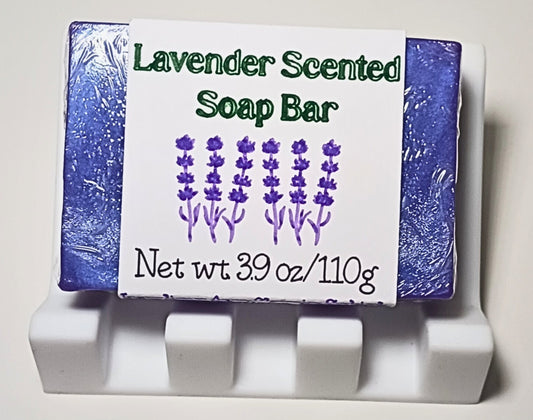 Lavender Scented
Soap Bar
Net wt 3.9 oz/110g